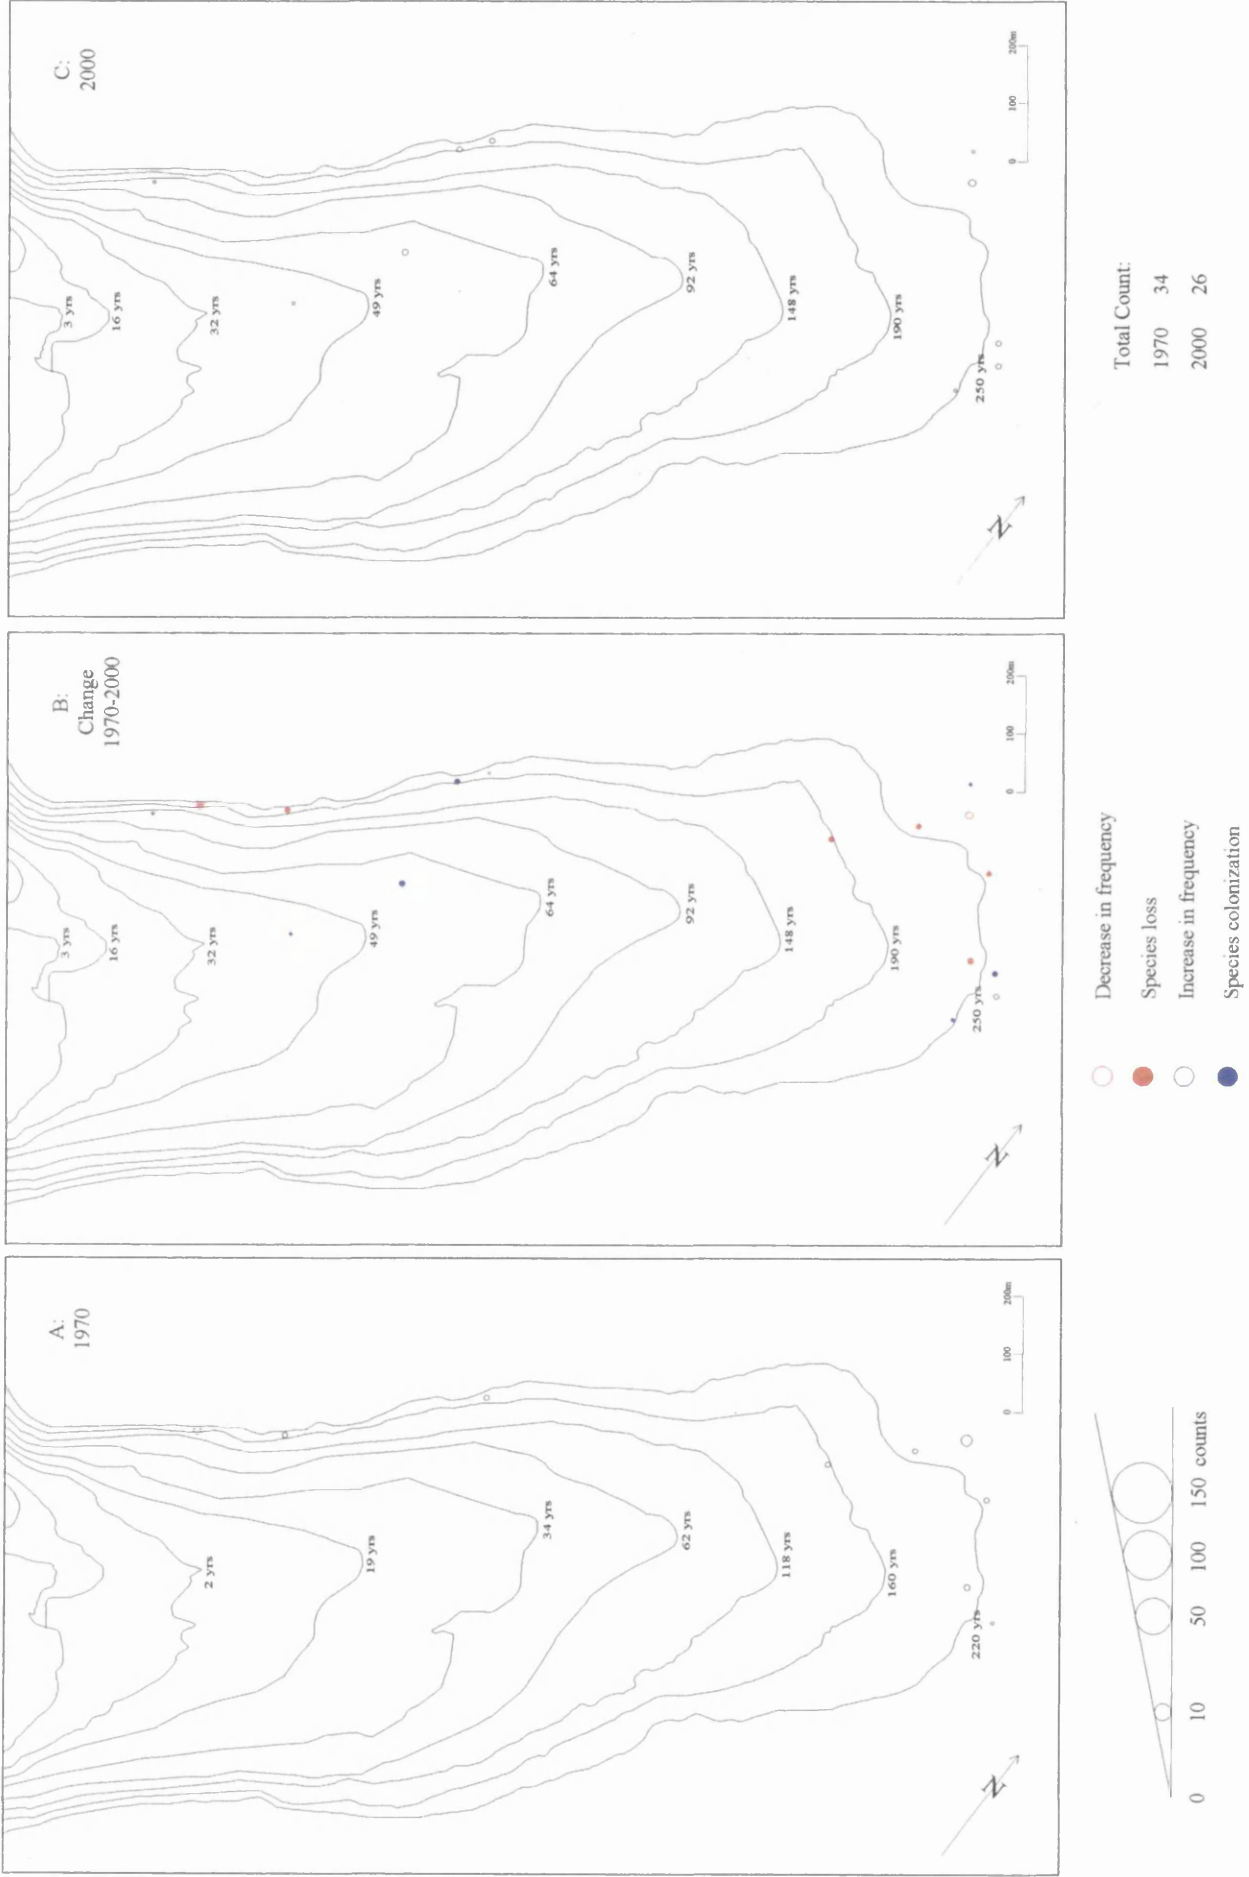 A:
1970
2 yrs
19 yrs
34 yrs
62 yrs
118 yrs
160 yrs
220 yrs
N
0 100 200m
B:
Change
1970-2000
3 yrs
16 yrs
32 yrs
49 yrs
64 yrs
92 yrs
148 yrs
190 yrs
250 yrs
N
0 100 200m
C:
2000
3 yrs
16 yrs
32 yrs
49 yrs
64 yrs
92 yrs
148 yrs
190 yrs
250 yrs
N
0 100 200m
0 10 50 100 150 counts
Decrease in frequency
Species loss
Increase in frequency
Species colonization
Total Count:
1970 34
2000 26